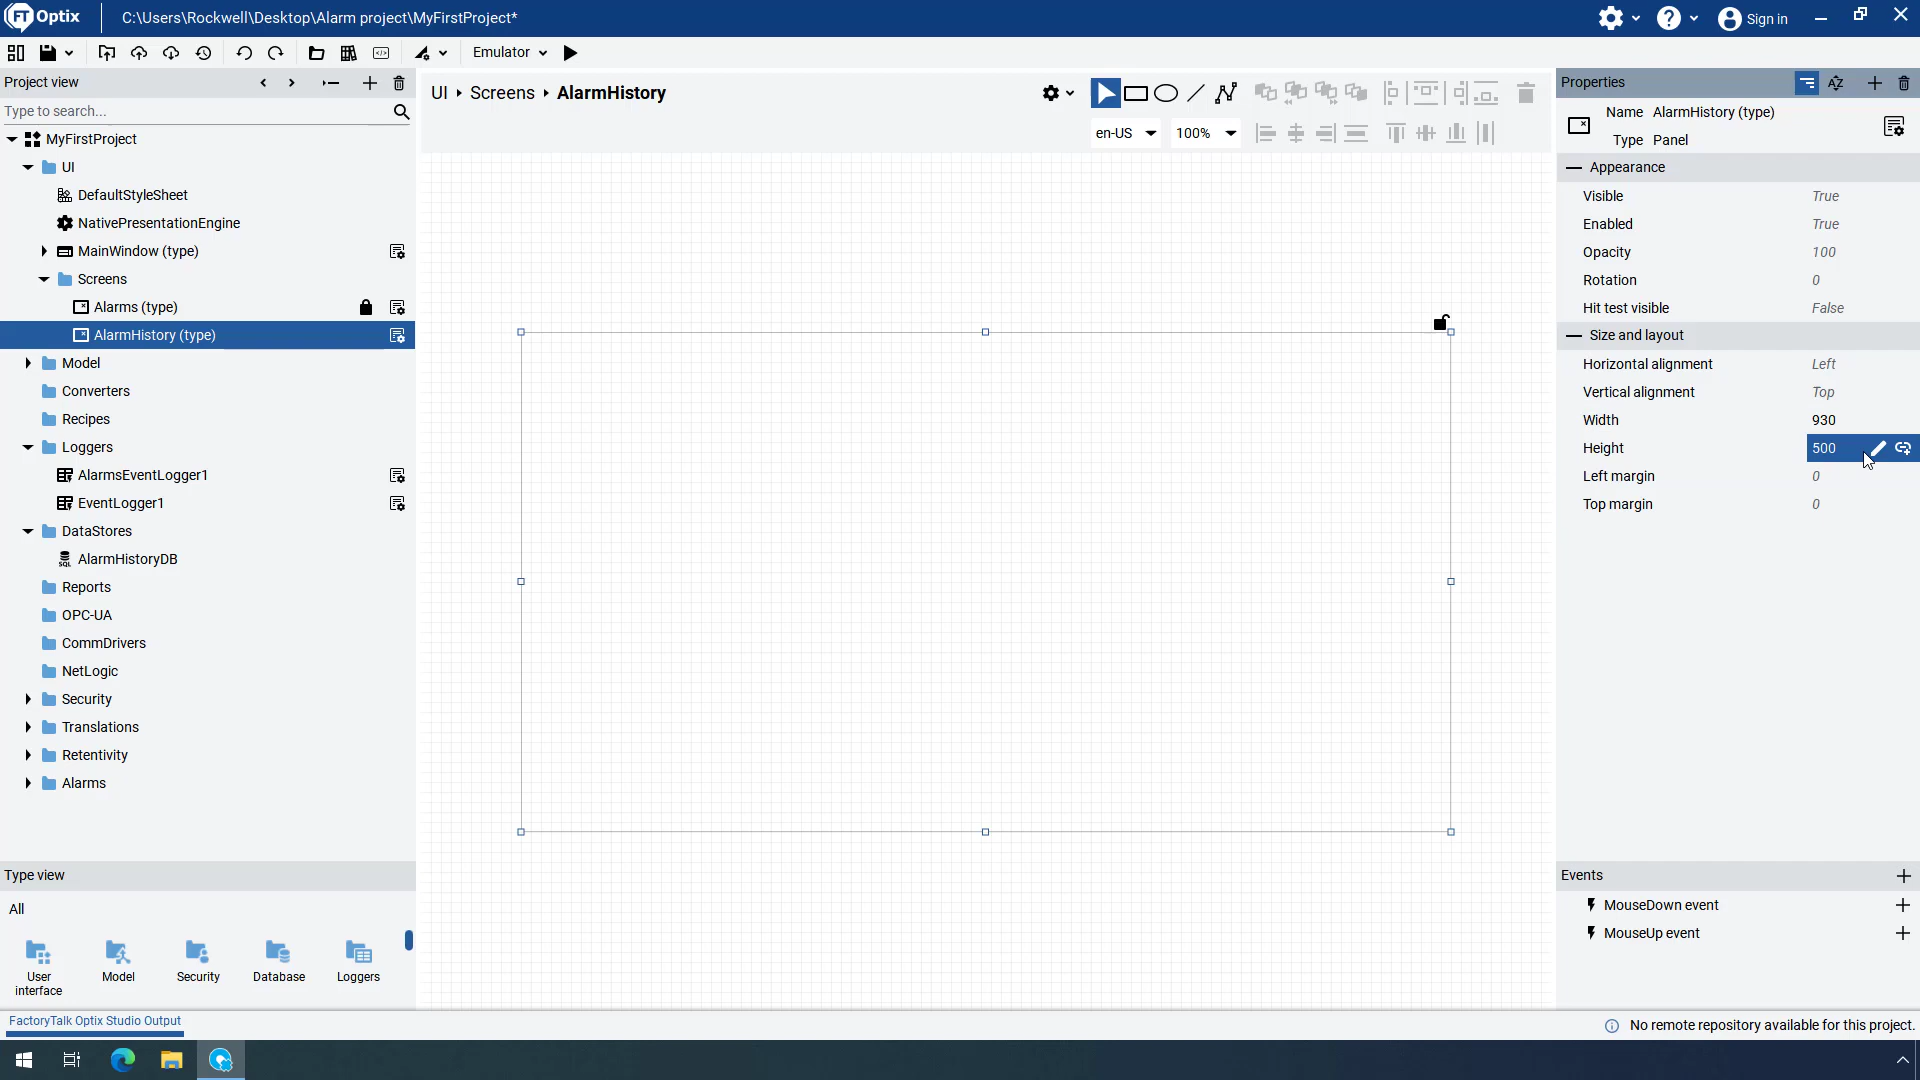 FT Optix
C:\Users\Rockwell\Desktop\Alarm project\MyFirstProject*
Sign in
Emulator
Project view
Type to search...
MyFirstProject
UI
DefaultStyleSheet
NativePresentationEngine
MainWindow (type)
Screens
Alarms (type)
AlarmHistory (type)
Model
Converters
Recipes
Loggers
AlarmsEventLogger1
EventLogger1
DataStores
AlarmHistoryDB
Reports
OPC-UA
CommDrivers
NetLogic
Security
Translations
Retentivity
Alarms
Type view
All
User interface
Model
Security
Database
Loggers
UI Screens AlarmHistory
en-US
100%
Properties
Name AlarmHistory (type)
Type Panel
Appearance
Visible True
Enabled True
Opacity 100
Rotation 0
Hit test visible False
Size and layout
Horizontal alignment Left
Vertical alignment Top
Width 930
Height 500
Left margin 0
Top margin 0
Events
MouseDown event
MouseUp event
FactoryTalk Optix Studio Output
No remote repository available for this project.